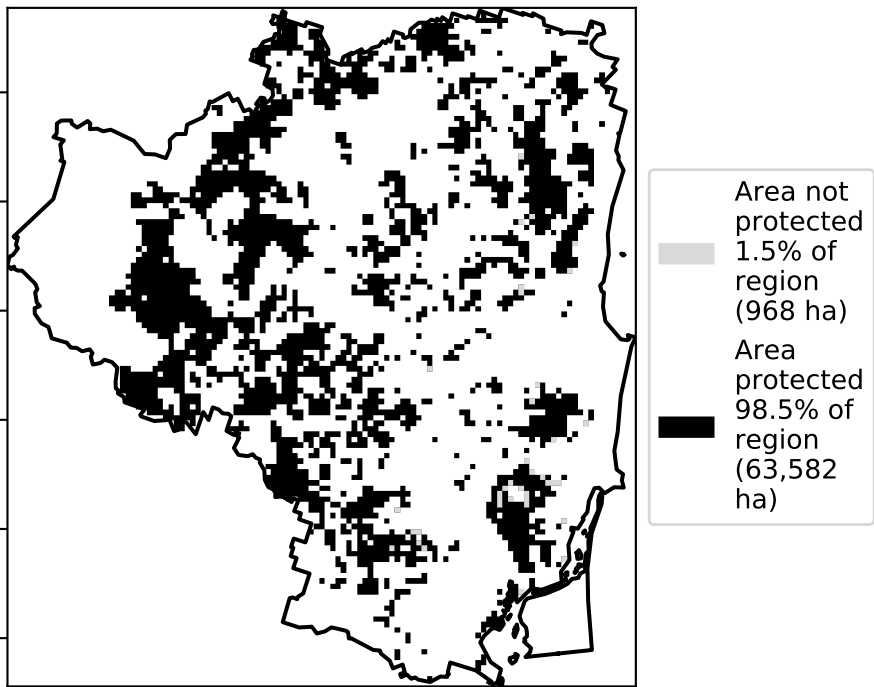 Area not
protected
1.5% of
region
(968 ha)
Area
protected
98.5% of
region
(63,582
ha)